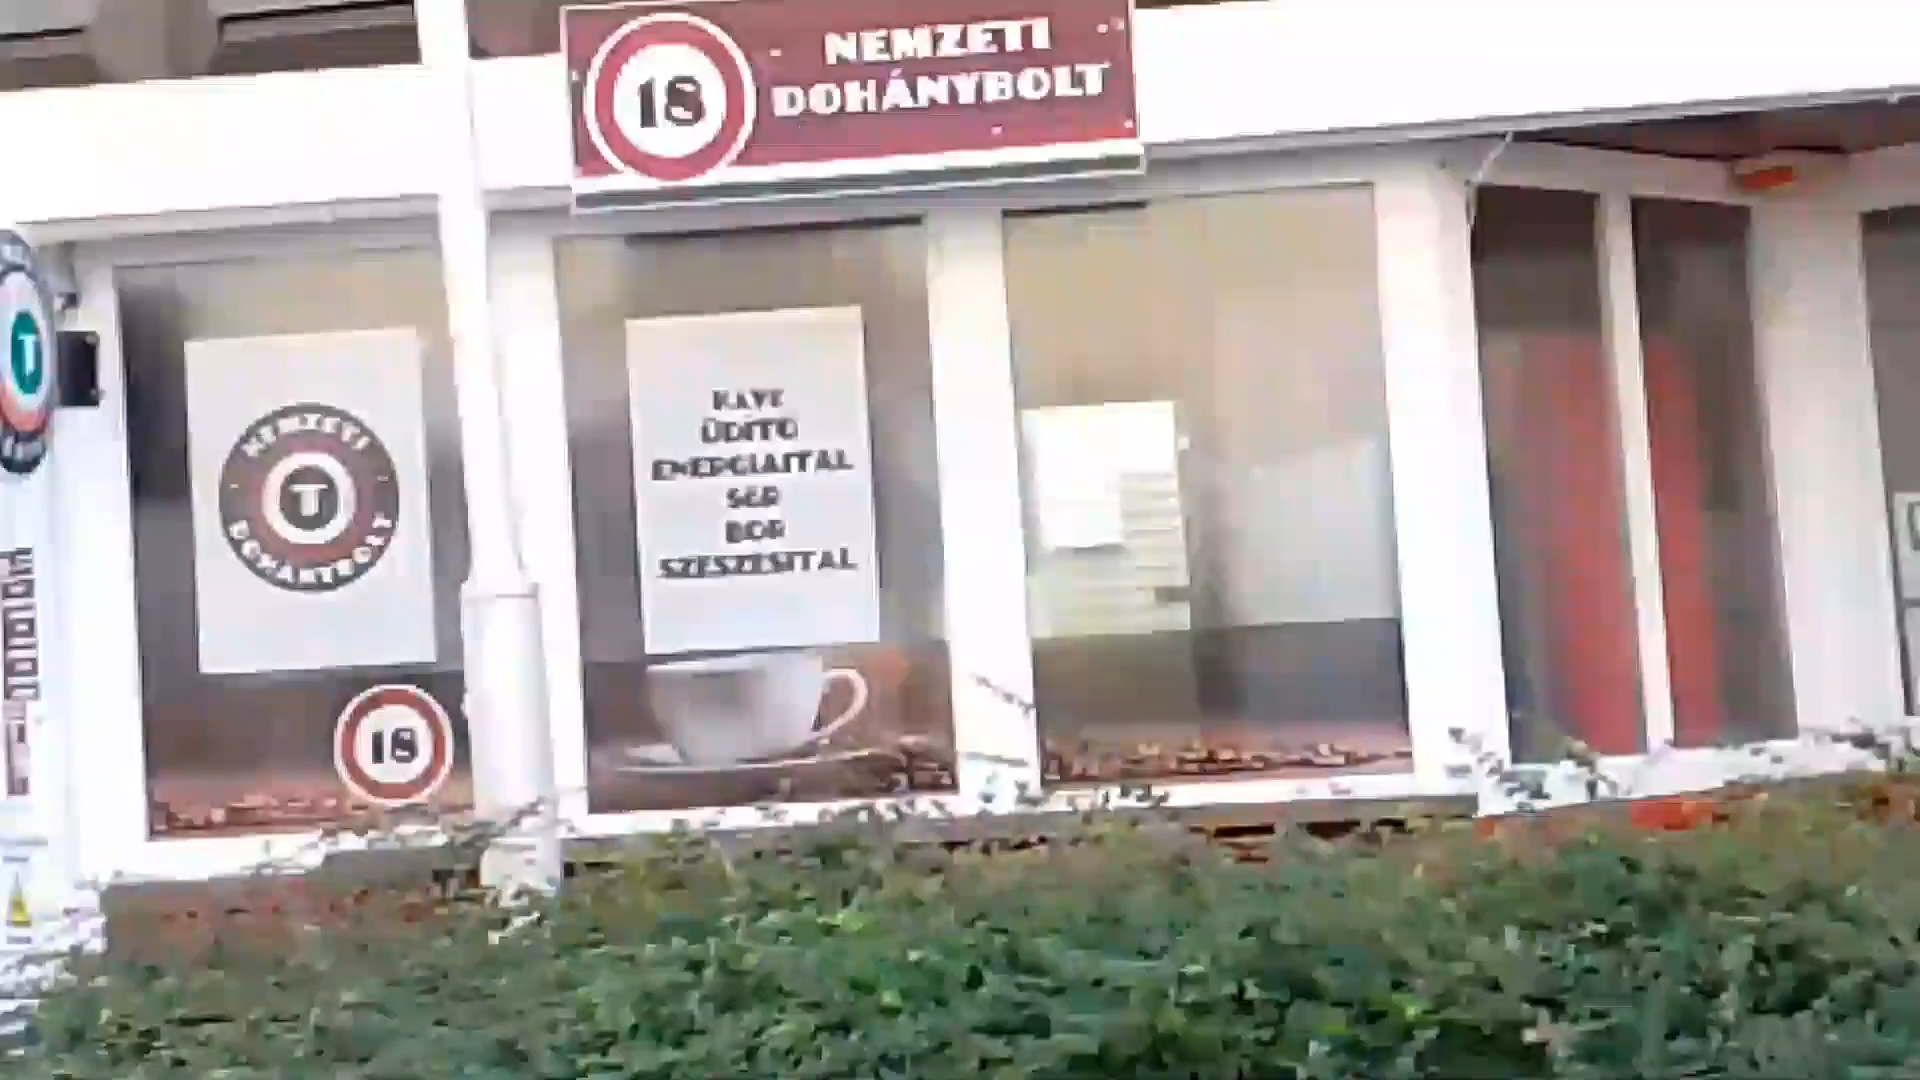 18
NEMZETI
DOHÁNYBOLT
NEMZETI
T
DOHÁNYBOLT
KÁVÉ
ÜDÍTŐ
ENERGIAITAL
SÖR
BOR
SZESZESITAL
18
T